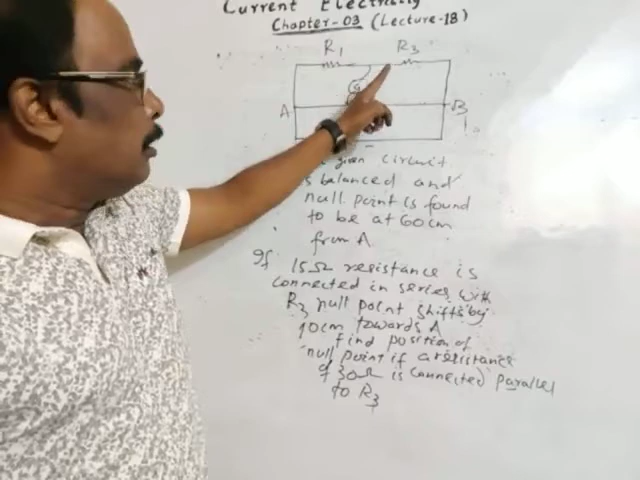 Current Electricity
Chapter-03 (Lecture-18)
R1 R3
G
A B
given circuit
is balanced and
null point is found
to be at 60cm
from A
If 15Ω resistance is
connected in series with
R3 null point shifts by
10cm towards A
find position of
null point if a resistance
of 30Ω is connected parallel
to R3